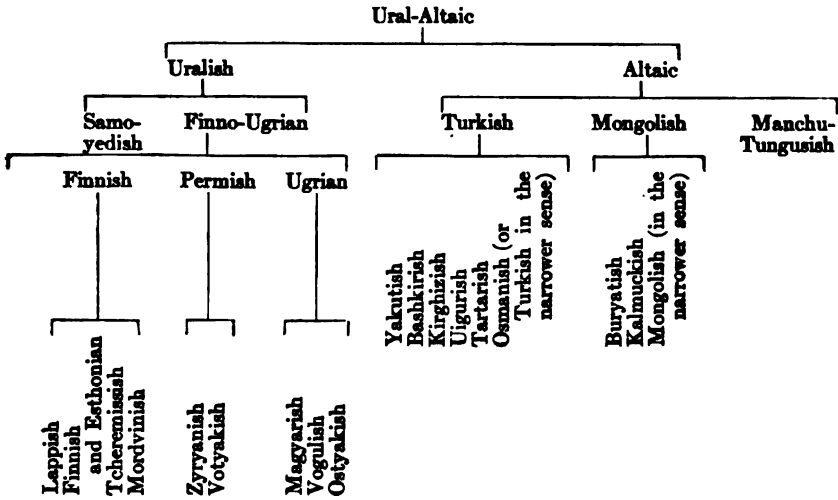 Ural-Altaic
Uralish
Altaic
Samo-
yedish
Finno-Ugrian
Turkish
Mongolish
Manchu-
Tungusish
Finnish
Permish
Ugrian
Lappish
Finnish
and Esthonian
Tcheremissish
Mordvinish
Zyryanish
Votyakish
Magyarish
Vogulish
Ostyakish
Yakutish
Bashkirish
Kirghizish
Uigurish
Tartarish
Osmanish (or
Turkish in the
narrower sense)
Buryatish
Kalmuckish
Mongolish (in the
narrower sense)